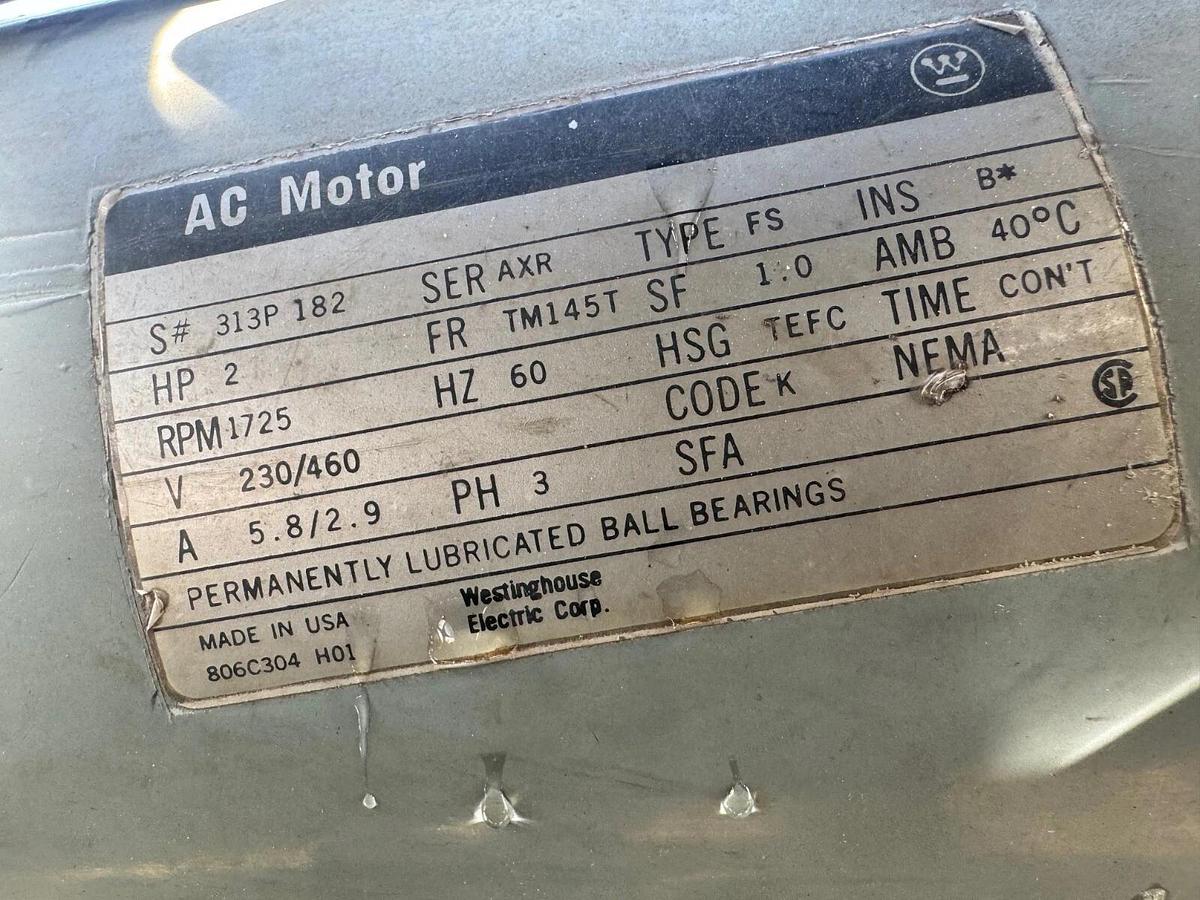 AC Motor W
S# 313P 182 SER AXR TYPE FS INS B*
HP 2 FR TM145T SF 1.0 AMB 40°C
RPM 1725 HZ 60 HSG TEFC TIME CON'T
V 230/460 CODE K NEMA
A 5.8/2.9 PH 3 SFA SA
PERMANENTLY LUBRICATED BALL BEARINGS
MADE IN USA Westinghouse
806C304 H01 Electric Corp.